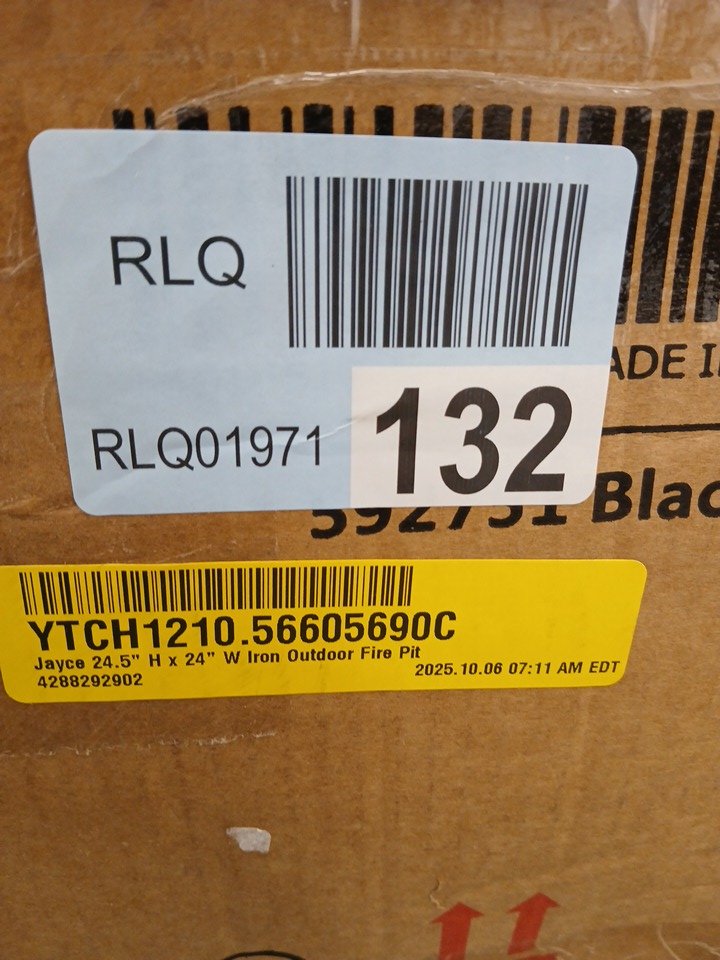 RLQ
RLQ01971
132
ADE I
592751 Blac
YTCH1210.56605690C
Jayce 24.5" H x 24" W Iron Outdoor Fire Pit
4288292902
2025.10.06 07:11 AM EDT